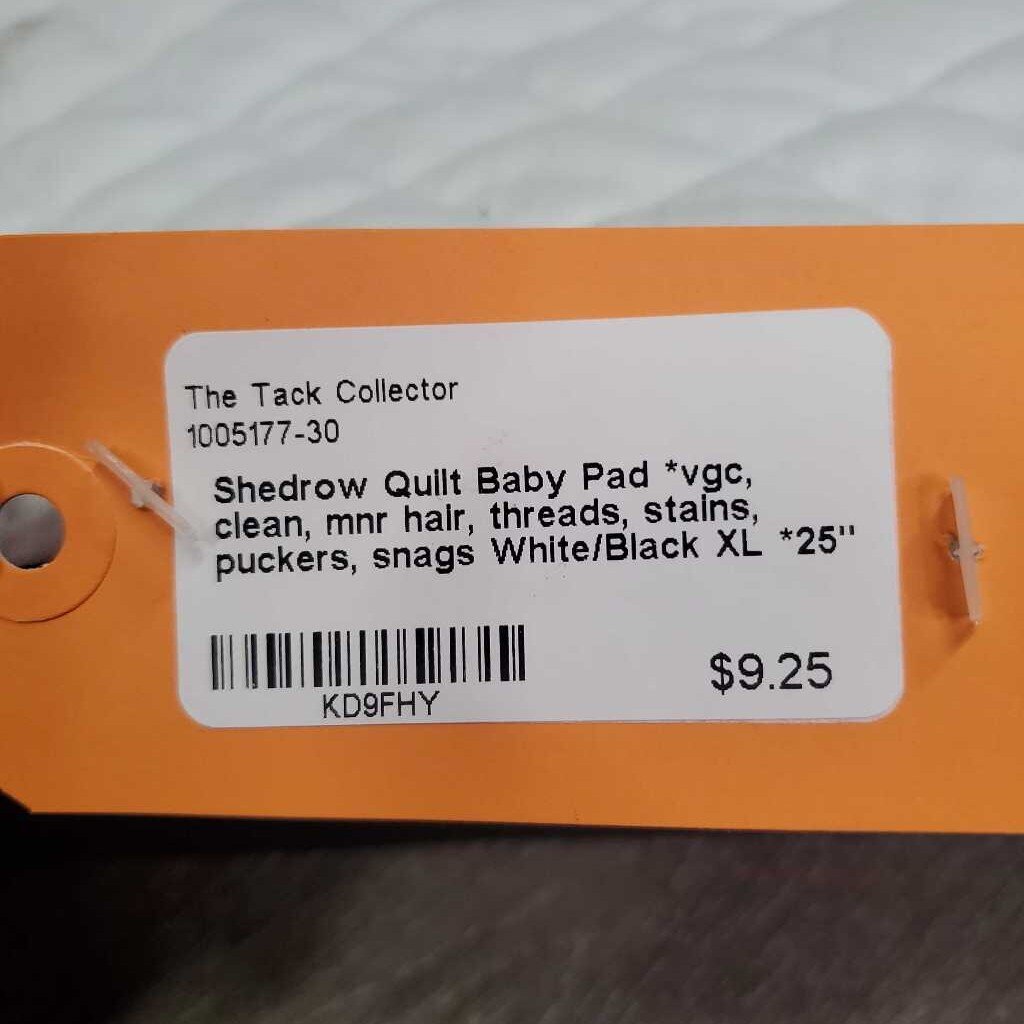 The Tack Collector
1005177-30
Shedrow Quilt Baby Pad *vgc,
clean, mnr hair, threads, stains,
puckers, snags White/Black XL *25"
KD9FHY
$9.25